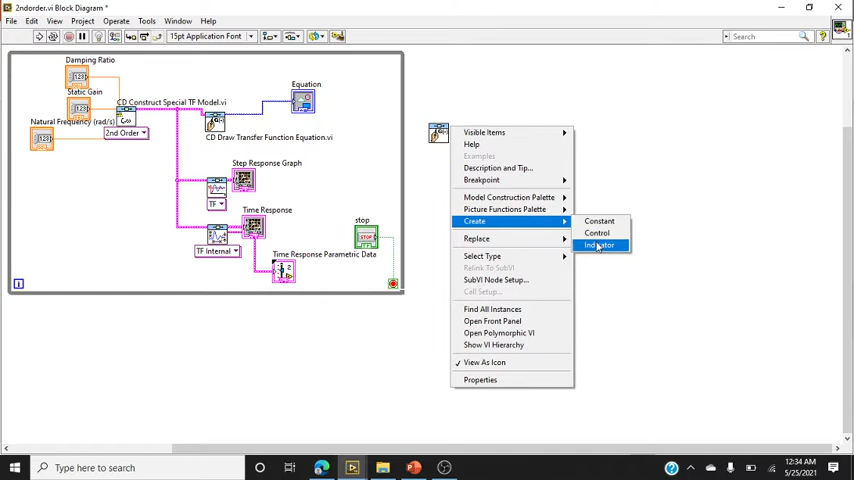 2ndorder.vi Block Diagram *
File Edit View Project Operate Tools Window Help
15pt Application Font
Search
Damping Ratio
123
Static Gain
123
Natural Frequency (rad/s)
123
CD Construct Special TF Model.vi
2nd Order
Equation
CD Draw Transfer Function Equation.vi
Step Response Graph
TF
Time Response
TF Internal
Time Response Parametric Data
stop
STOP
i
Visible Items
Help
Examples
Description and Tip...
Breakpoint
Model Construction Palette
Picture Functions Palette
Create
Replace
Select Type
Relink To SubVI
SubVI Node Setup...
Call Setup...
Find All Instances
Open Front Panel
Open Polymorphic VI
Show VI Hierarchy
View As Icon
Properties
Constant
Control
Indicator
Type here to search
12:34 AM
5/25/2021